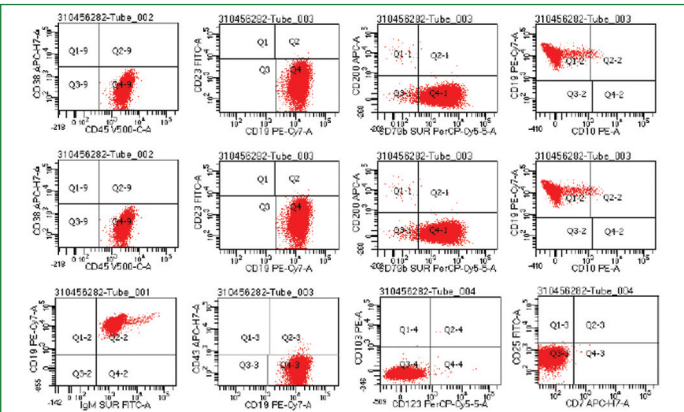 310456282-Tube_002
310456282-Tube_003
310456282-Tube_003
310456282-Tube_003
Q1-9 Q2-9
Q3-9 Q4-9
Q1 Q2
Q3 Q4
Q1-1 Q2-1
Q3-1 Q4-1
Q1-2 Q2-2
Q3-2 Q4-2
CD38 APC-H7-A
CD45 V500-C-A
CD23 FITC-A
CD19 PE-Cy7-A
CD200 APC-A
CD79b SUR PerCP-Cy5-5-A
CD19 PE-Cy7-A
CD10 PE-A
310456282-Tube_002
310456282-Tube_003
310456282-Tube_003
310456282-Tube_003
Q1-9 Q2-9
Q3-9 Q4-9
Q1 Q2
Q3 Q4
Q1-1 Q2-1
Q3-1 Q4-1
Q1-2 Q2-2
Q3-2 Q4-2
CD38 APC-H7-A
CD45 V500-C-A
CD23 FITC-A
CD19 PE-Cy7-A
CD200 APC-A
CD79b SUR PerCP-Cy5-5-A
CD19 PE-Cy7-A
CD10 PE-A
310456282-Tube_001
310456282-Tube_003
310456282-Tube_004
310456282-Tube_004
Q1-2 Q2-2
Q3-2 Q4-2
Q1-3 Q2-3
Q3-3 Q4-3
Q1-4 Q2-4
Q3-4 Q4-4
Q1-3 Q2-3
Q4-3
CD19 PE-Cy7-A
IgM SUR FITC-A
CD43 APC-H7-A
CD19 PE-Cy7-A
CD103 PE-A
CD123 PerCP-Cy5-5-A
CD25 FITC-A
CD7 APC-H7-A